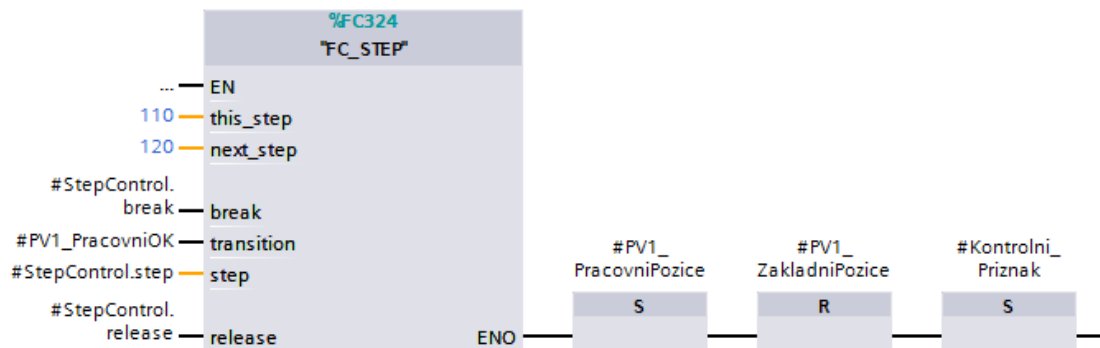 %FC324
"FC_STEP"
... EN
110 this_step
120 next_step
#StepControl.
break break
#PV1_PracovniOK transition
#StepControl.step step
#StepControl.
release release ENO
#PV1_
PracovniPozice
S
#PV1_
ZakladniPozice
R
#Kontrolni_
Priznak
S